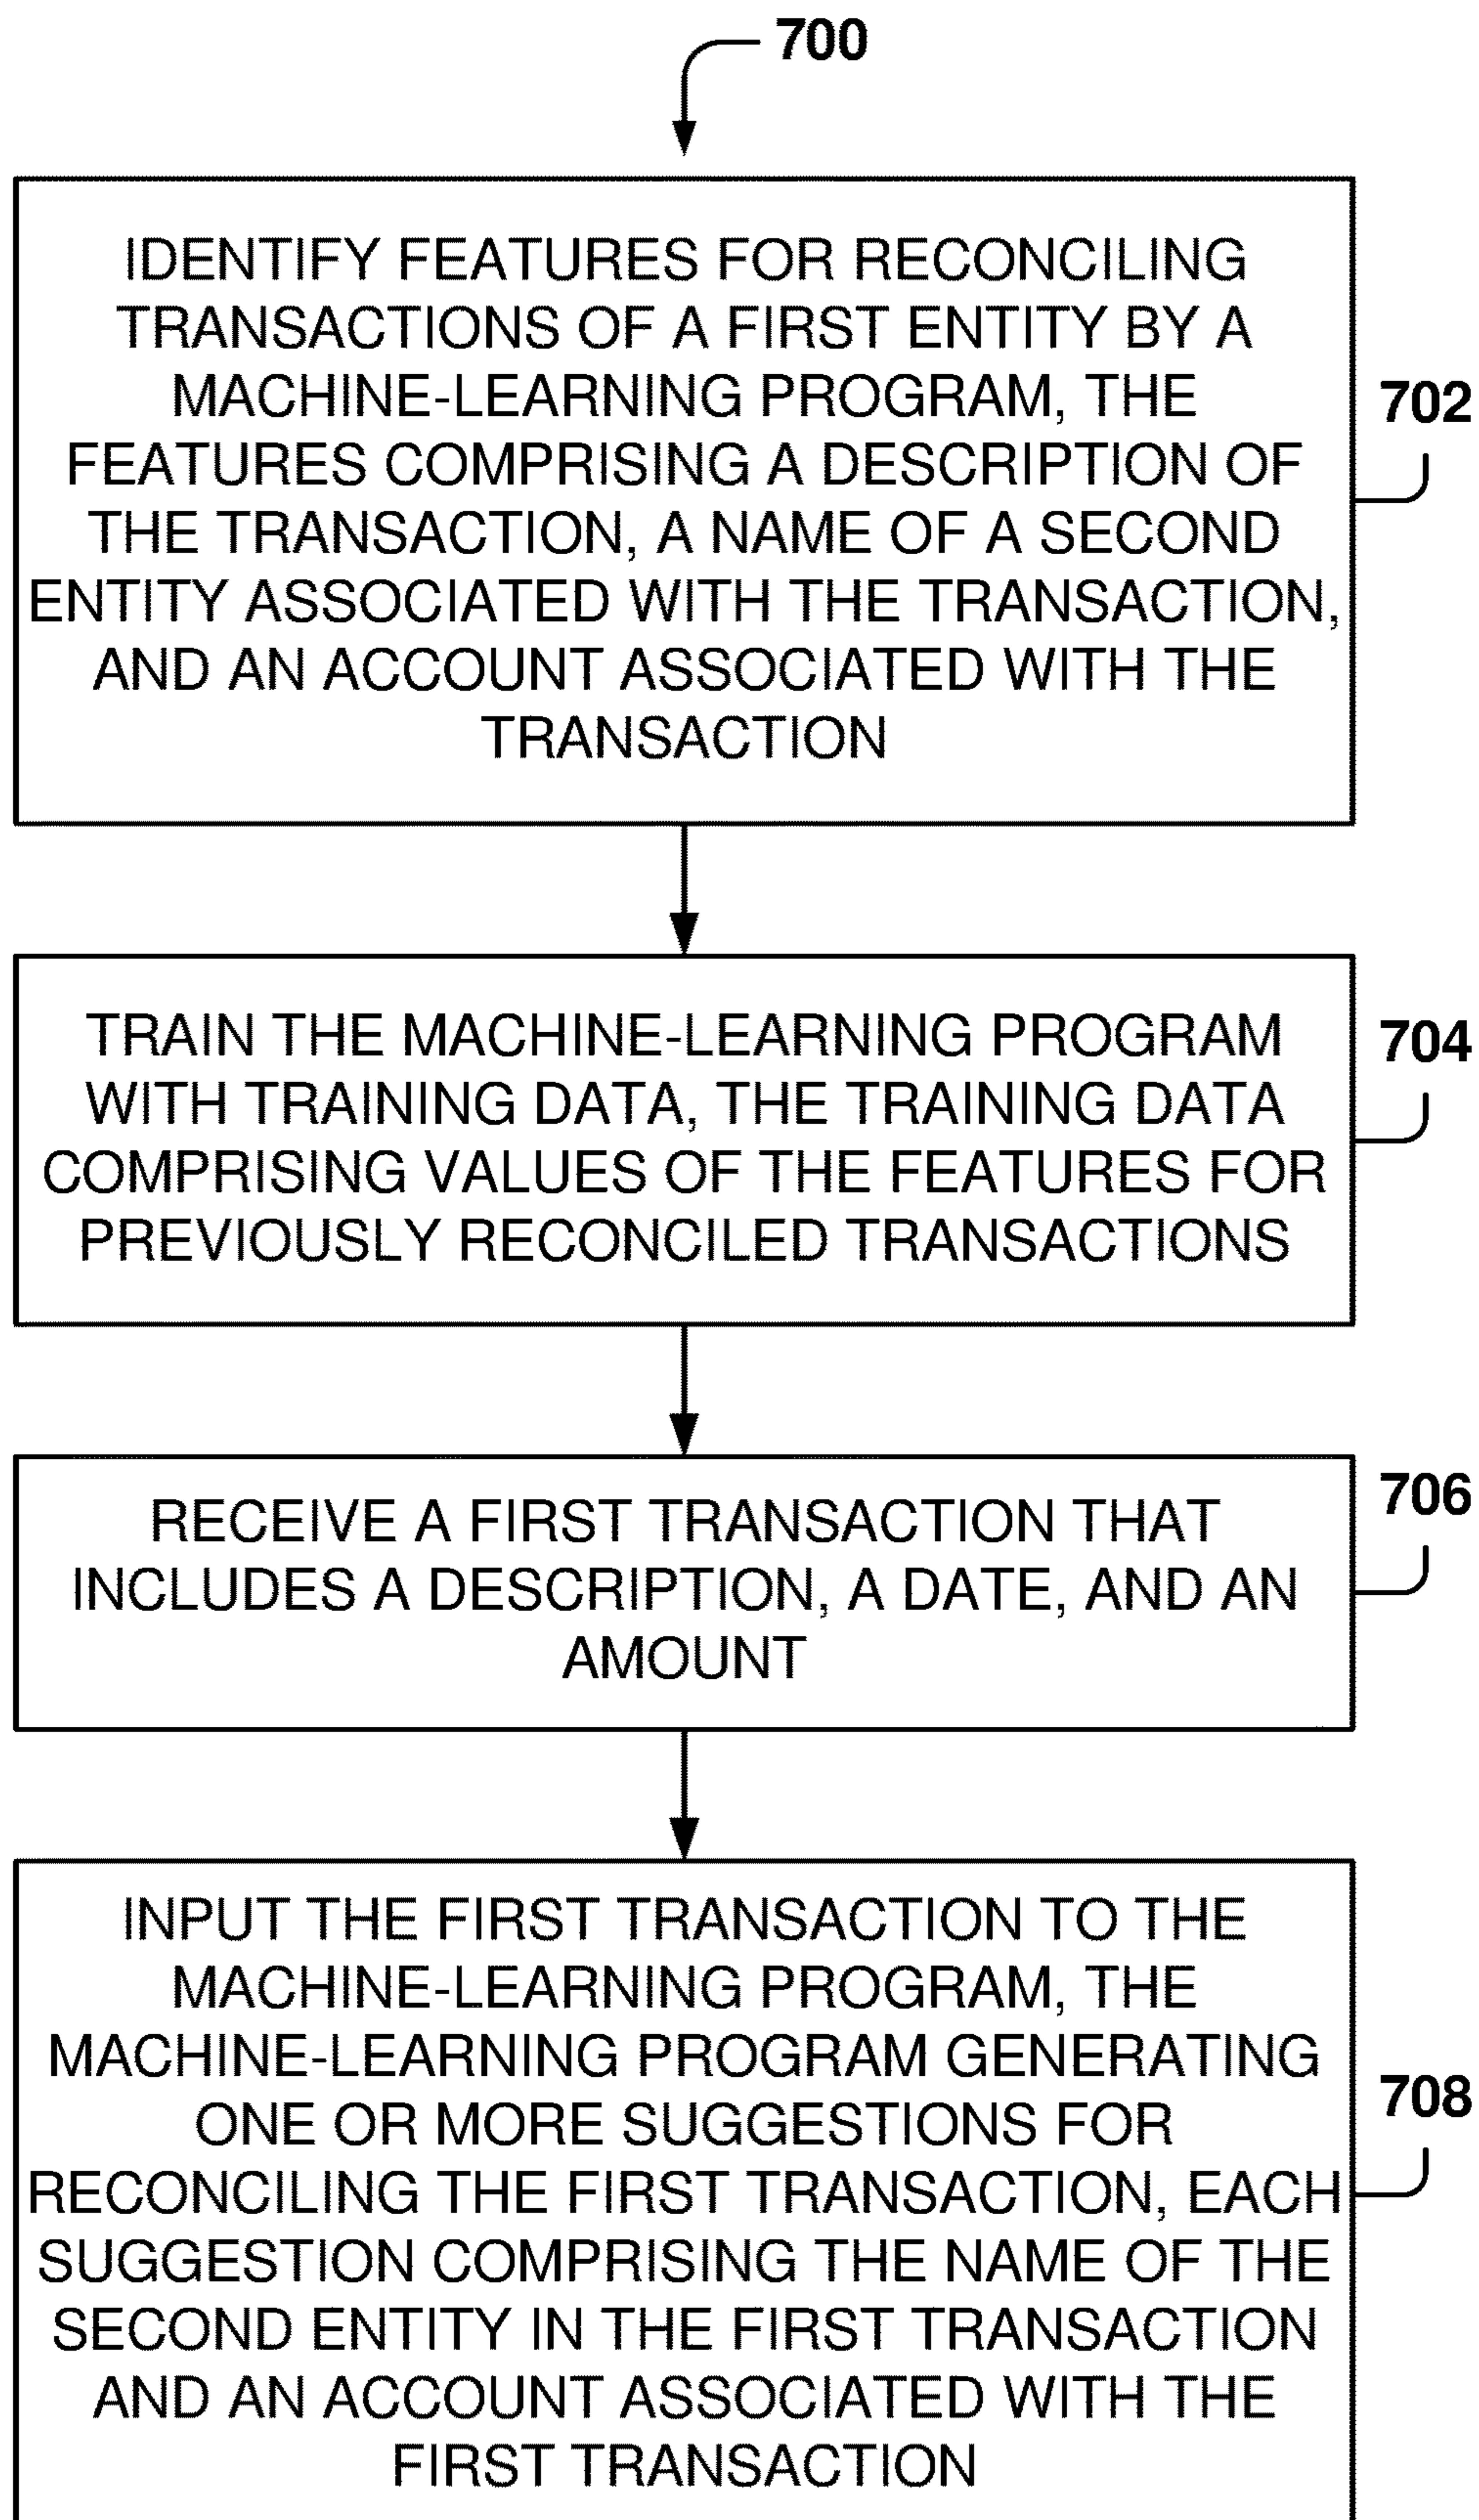 700
IDENTIFY FEATURES FOR RECONCILING
TRANSACTIONS OF A FIRST ENTITY BY A
MACHINE-LEARNING PROGRAM, THE
FEATURES COMPRISING A DESCRIPTION OF
THE TRANSACTION, A NAME OF A SECOND
ENTITY ASSOCIATED WITH THE TRANSACTION,
AND AN ACCOUNT ASSOCIATED WITH THE
TRANSACTION
702
TRAIN THE MACHINE-LEARNING PROGRAM
WITH TRAINING DATA, THE TRAINING DATA
COMPRISING VALUES OF THE FEATURES FOR
PREVIOUSLY RECONCILED TRANSACTIONS
704
RECEIVE A FIRST TRANSACTION THAT
INCLUDES A DESCRIPTION, A DATE, AND AN
AMOUNT
706
INPUT THE FIRST TRANSACTION TO THE
MACHINE-LEARNING PROGRAM, THE
MACHINE-LEARNING PROGRAM GENERATING
ONE OR MORE SUGGESTIONS FOR
RECONCILING THE FIRST TRANSACTION, EACH
SUGGESTION COMPRISING THE NAME OF THE
SECOND ENTITY IN THE FIRST TRANSACTION
AND AN ACCOUNT ASSOCIATED WITH THE
FIRST TRANSACTION
708